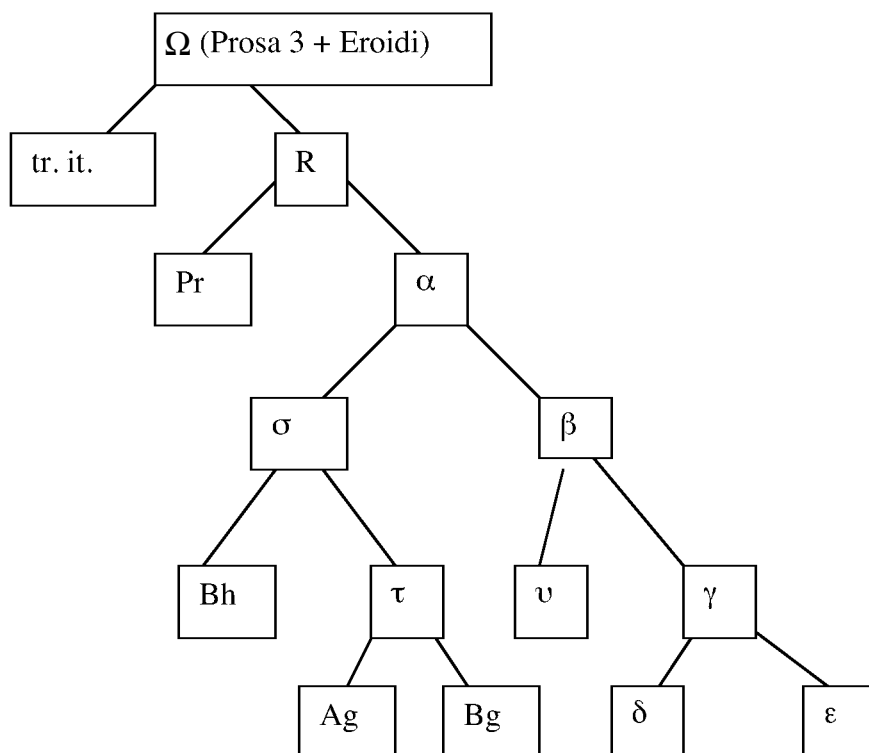 Ω (Prosa 3 + Eroidi)
tr. it.
R
Pr
α
σ
β
Bh
τ
υ
γ
Ag
Bg
δ
ε